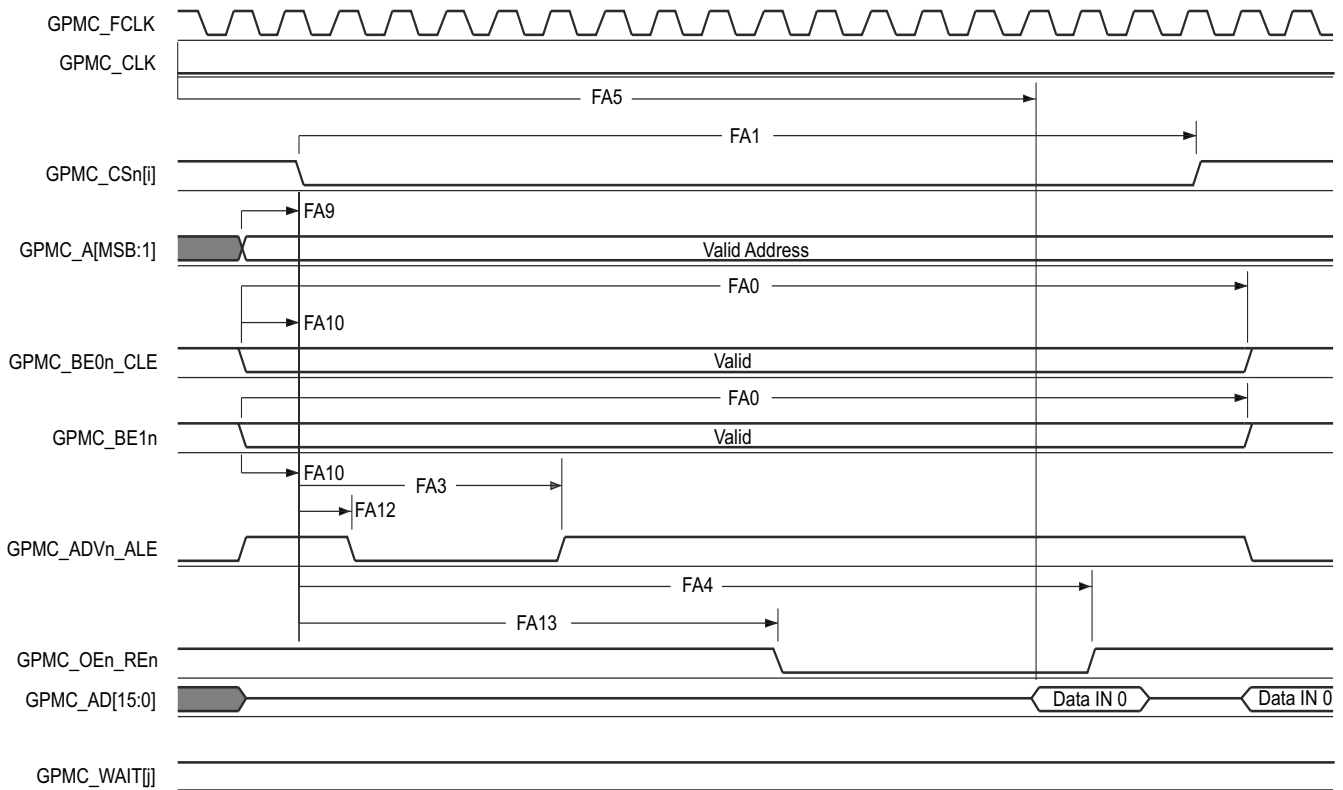 GPMC_FCLK
GPMC_CLK
FA5
FA1
GPMC_CSn[i]
FA9
GPMC_A[MSB:1]
Valid Address
FA0
FA10
GPMC_BE0n_CLE
Valid
FA0
GPMC_BE1n
Valid
FA10
FA3
FA12
GPMC_ADVn_ALE
FA4
FA13
GPMC_OEn_REn
GPMC_AD[15:0]
Data IN 0
Data IN 0
GPMC_WAIT[j]